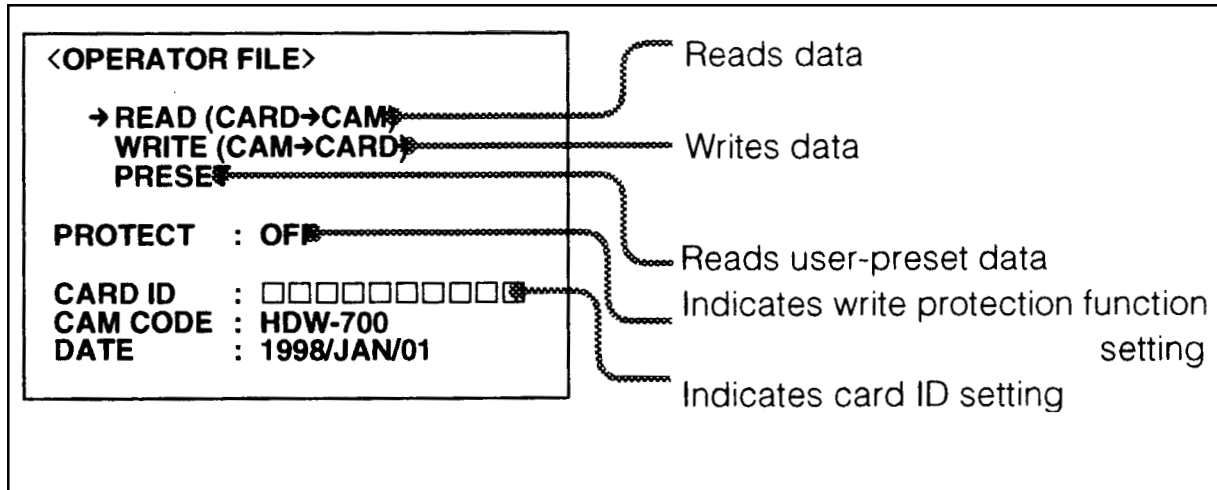 <OPERATOR FILE>
→ READ (CARD→CAM)
WRITE (CAM→CARD)
PRESET
PROTECT : OFF
CARD ID : □□□□□□□□□□
CAM CODE : HDW-700
DATE : 1998/JAN/01
Reads data
Writes data
Reads user-preset data
Indicates write protection function
setting
Indicates card ID setting